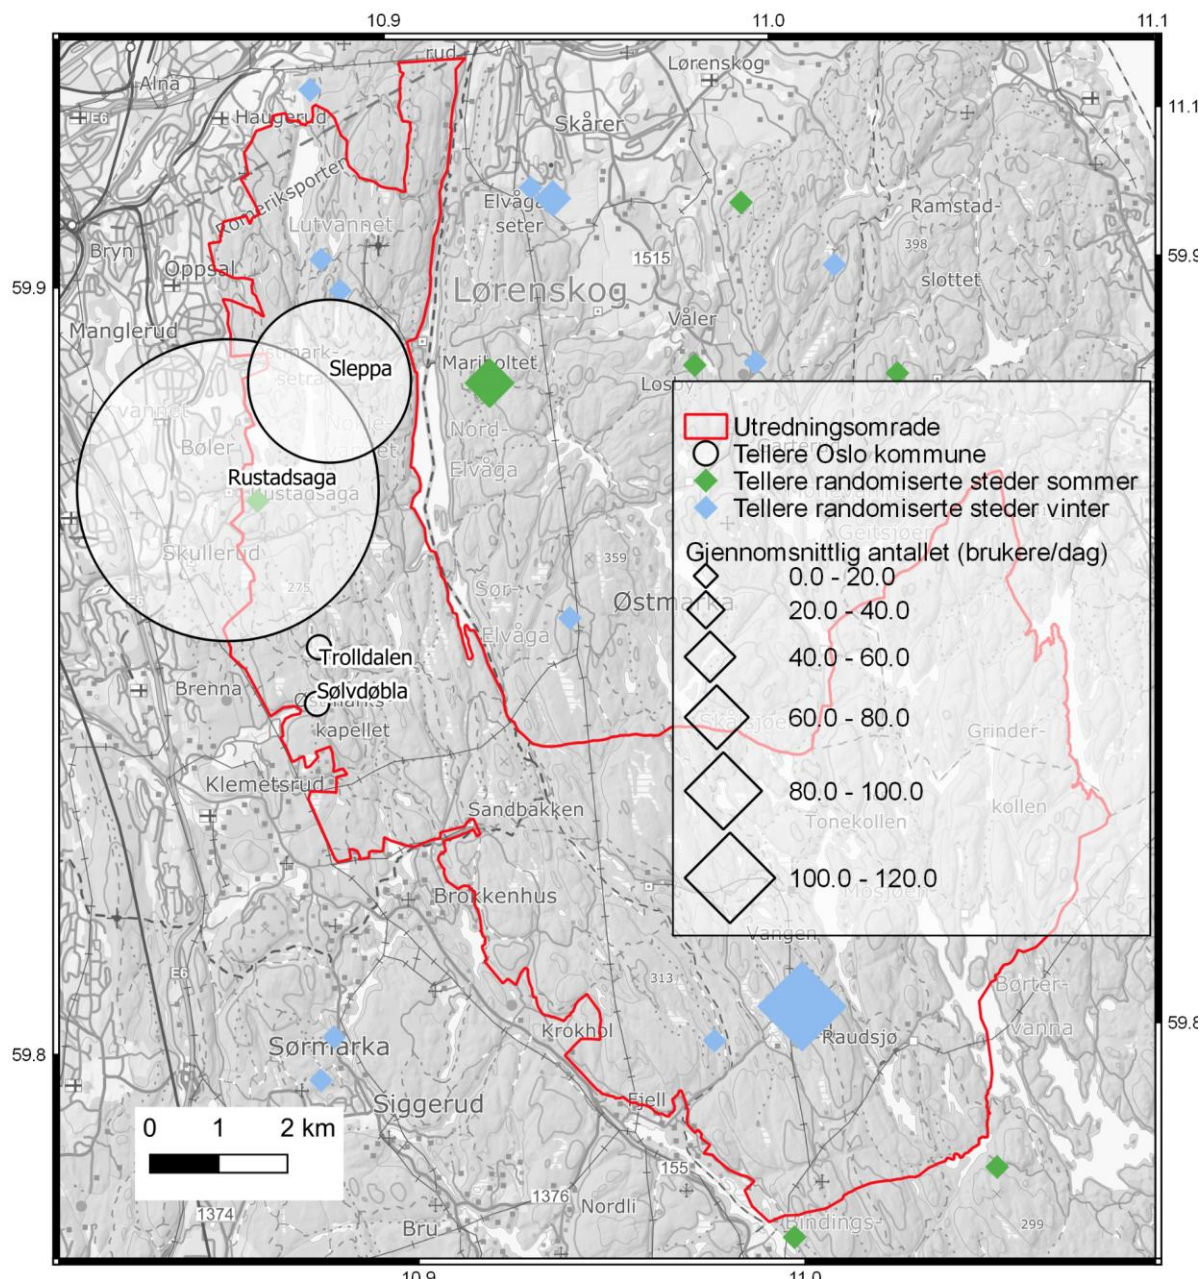 10.9
11.0
11.1
rud
Alna
Lørenskog
11.1
E6
Haugerud
Skårer
Romeriksporten
Elvåga
seter
Ramstad-
Lutvannet
Bryn
398
59.9
1515
Oppsal
slottet
59.9
Lørenskog
Manglerud
Våler
Mariholtet
Sleppa
Losby
vannet
Nord-
Elvåga
Utredningsomrade
Bøler
Tellere Oslo kommune
Rustadsaga
Tellere randomiserte steder sommer
Rustadsaga
Tellere randomiserte steder vinter
Geitsjøen
Skullerud
Gjennomsnittlig antallet (brukere/dag)
359
0.0 - 20.0
275
Sør-
Østmarka
20.0 - 40.0
Elvåga
Trolldalen
40.0 - 60.0
Brenna
Sølvdøbla
kapellet
60.0 - 80.0
Grinder-
Klemetsrud
80.0 - 100.0
kollen
Sandbakken
Tonekollen
100.0 - 120.0
Brokkenhus
Vangen
E6
313
Børter-
vanna
Krokhol
Raudsjø
59.8
59.8
Sørmarka
Siggerud
Fjell
0 1 2 km
155
1376
Nordli
1374
Bru
Bindings-
299
10.9
11.0